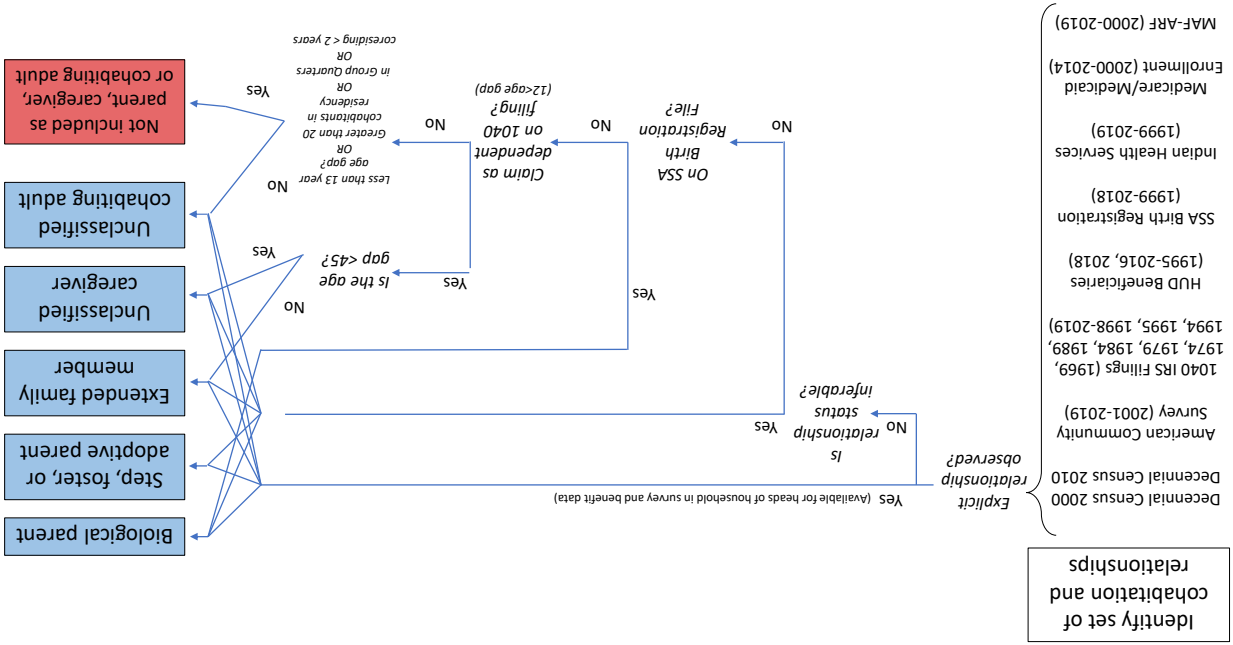 Identify set of
cohabitation and
relationships
Decennial Census 2000
Decennial Census 2010
American Community
Survey (2001-2019)
1040 IRS Filings (1969,
1974, 1979, 1984, 1989,
1994, 1995, 1998-2019)
HUD Beneficiaries
(1995-2016, 2018)
SSA Birth Registration
(1999-2018)
Indian Health Services
(1999-2019)
Medicare/Medicaid
Enrollment (2000-2014)
MAF-ARF (2000-2019)
Explicit
relationship
observed?
Yes (Available for heads of household in survey and benefit data)
No
Is
relationship
status
inferable?
Yes
No
On SSA
Birth
Registration
File?
Yes
No
Claim as
dependent
on 1040
filing?
(12<age gap)
Yes
No
Is the age
gap <45?
No
Yes
Less than 13 year
age gap?
OR
Greater than 20
cohabitants in
residency
OR
in Group Quarters
OR
coresiding < 2 years
No
Yes
Biological parent
Step, foster, or
adoptive parent
Extended family
member
Unclassified
caregiver
Unclassified
cohabiting adult
Not included as
parent, caregiver,
or cohabiting adult